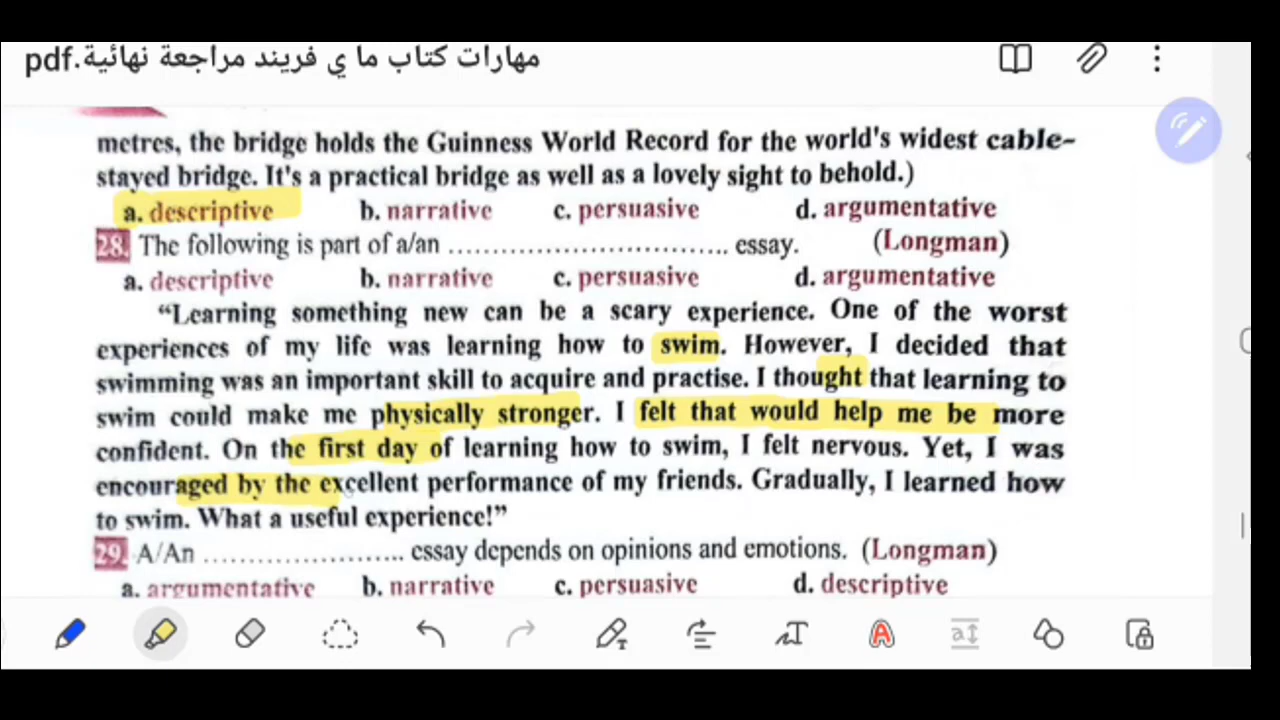 مهارات كتاب ما ي فريند مراجعة نهائية.pdf
metres, the bridge holds the Guinness World Record for the world's widest cable-
stayed bridge. It's a practical bridge as well as a lovely sight to behold.)
a. descriptive b. narrative c. persuasive d. argumentative
28. The following is part of a/an ................................ essay. (Longman)
a. descriptive b. narrative c. persuasive d. argumentative
“Learning something new can be a scary experience. One of the worst
experiences of my life was learning how to swim. However, I decided that
swimming was an important skill to acquire and practise. I thought that learning to
swim could make me physically stronger. I felt that would help me be more
confident. On the first day of learning how to swim, I felt nervous. Yet, I was
encouraged by the excellent performance of my friends. Gradually, I learned how
to swim. What a useful experience!”
29. A/An ....................... essay depends on opinions and emotions. (Longman)
a. argumentative b. narrative c. persuasive d. descriptive